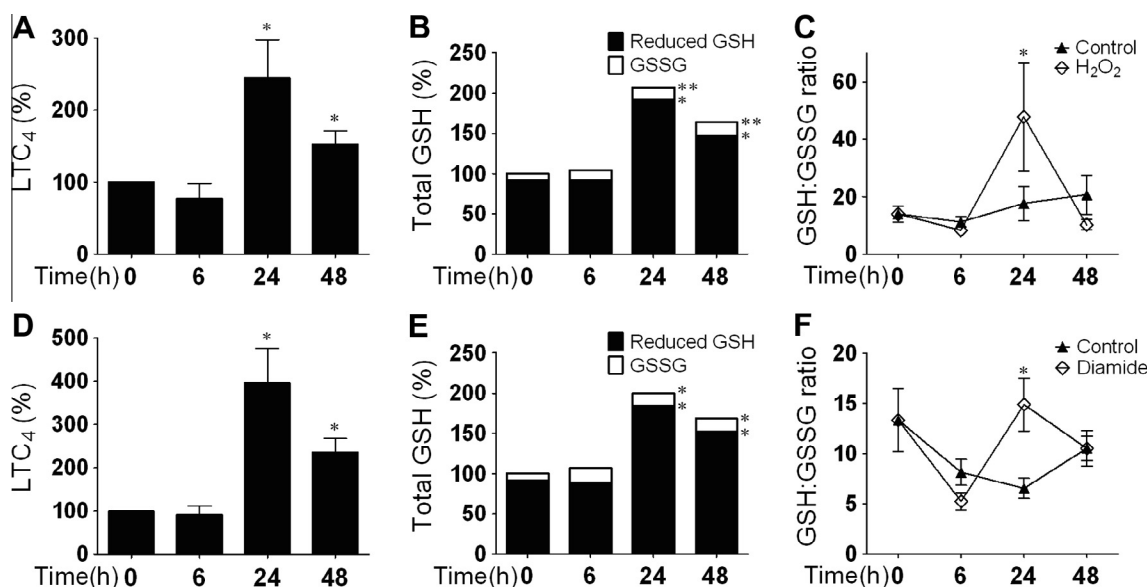 A
LTC4 (%)
300
200
100
0
*
*
Time(h) 0 6 24 48
B
Total GSH (%)
250
200
150
100
50
0
Reduced GSH
GSSG
**
*
**
*
Time(h) 0 6 24 48
C
GSH:GSSG ratio
60
40
20
0
Control
H2O2
*
Time(h) 0 6 24 48
D
LTC4 (%)
500
400
300
200
100
0
*
*
Time(h) 0 6 24 48
E
Total GSH (%)
250
200
150
100
50
0
Reduced GSH
GSSG
*
*
*
*
Time(h) 0 6 24 48
F
GSH:GSSG ratio
20
15
10
5
0
Control
Diamide
*
Time(h) 0 6 24 48